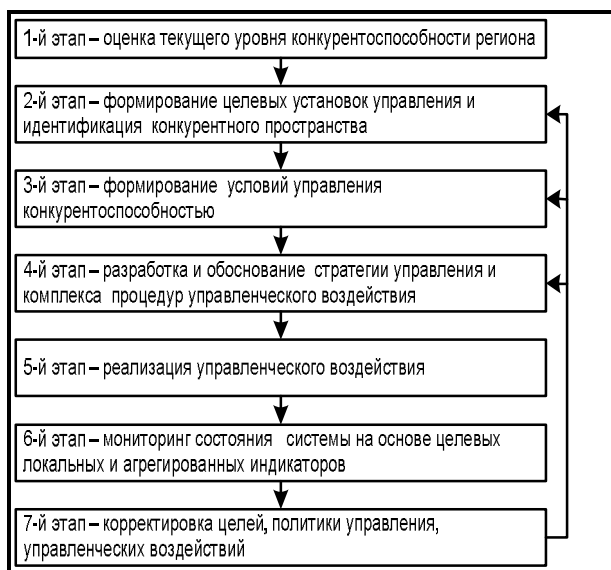 1-й этап – оценка текущего уровня конкурентоспособности региона
2-й этап – формирование целевых установок управления и
идентификация конкурентного пространства
3-й этап – формирование условий управления
конкурентоспособностью
4-й этап – разработка и обоснование стратегии управления и
комплекса процедур управленческого воздействия
5-й этап – реализация управленческого воздействия
6-й этап – мониторинг состояния системы на основе целевых
локальных и агрегированных индикаторов
7-й этап – корректировка целей, политики управления,
управленческих воздействий